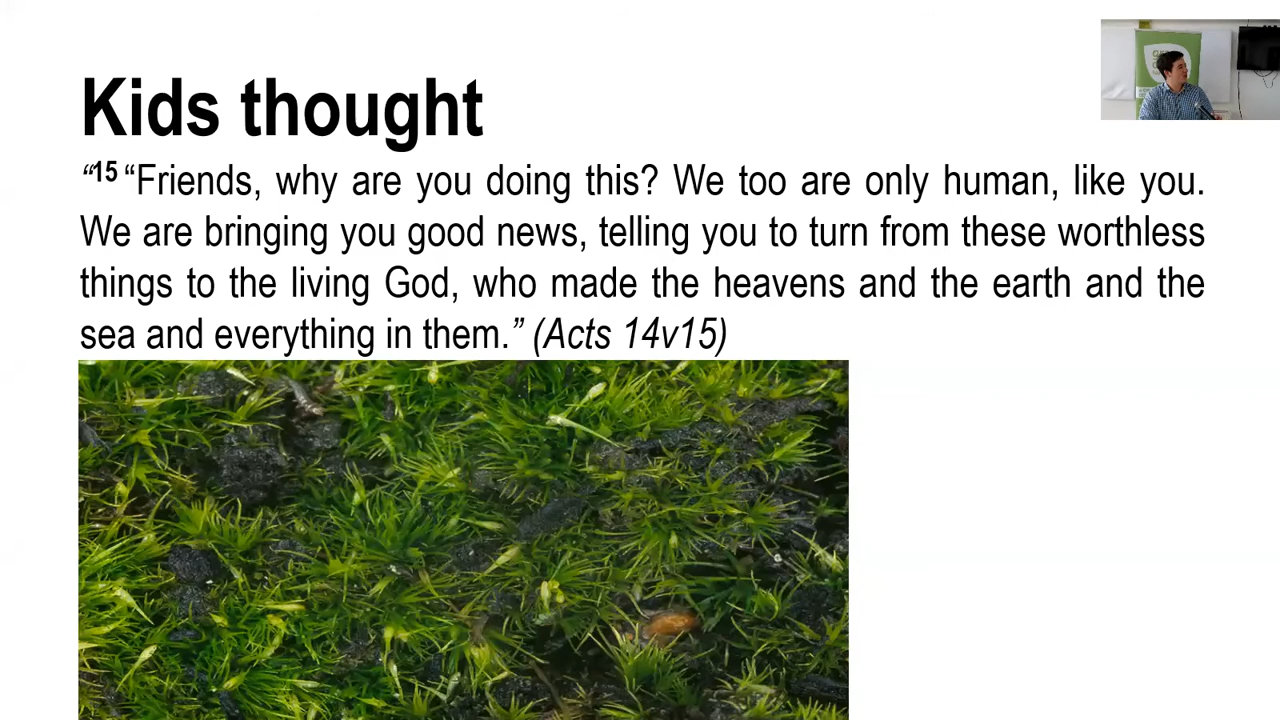 Kids thought
“15 “Friends, why are you doing this? We too are only human, like you.
We are bringing you good news, telling you to turn from these worthless
things to the living God, who made the heavens and the earth and the
sea and everything in them.” (Acts 14v15)